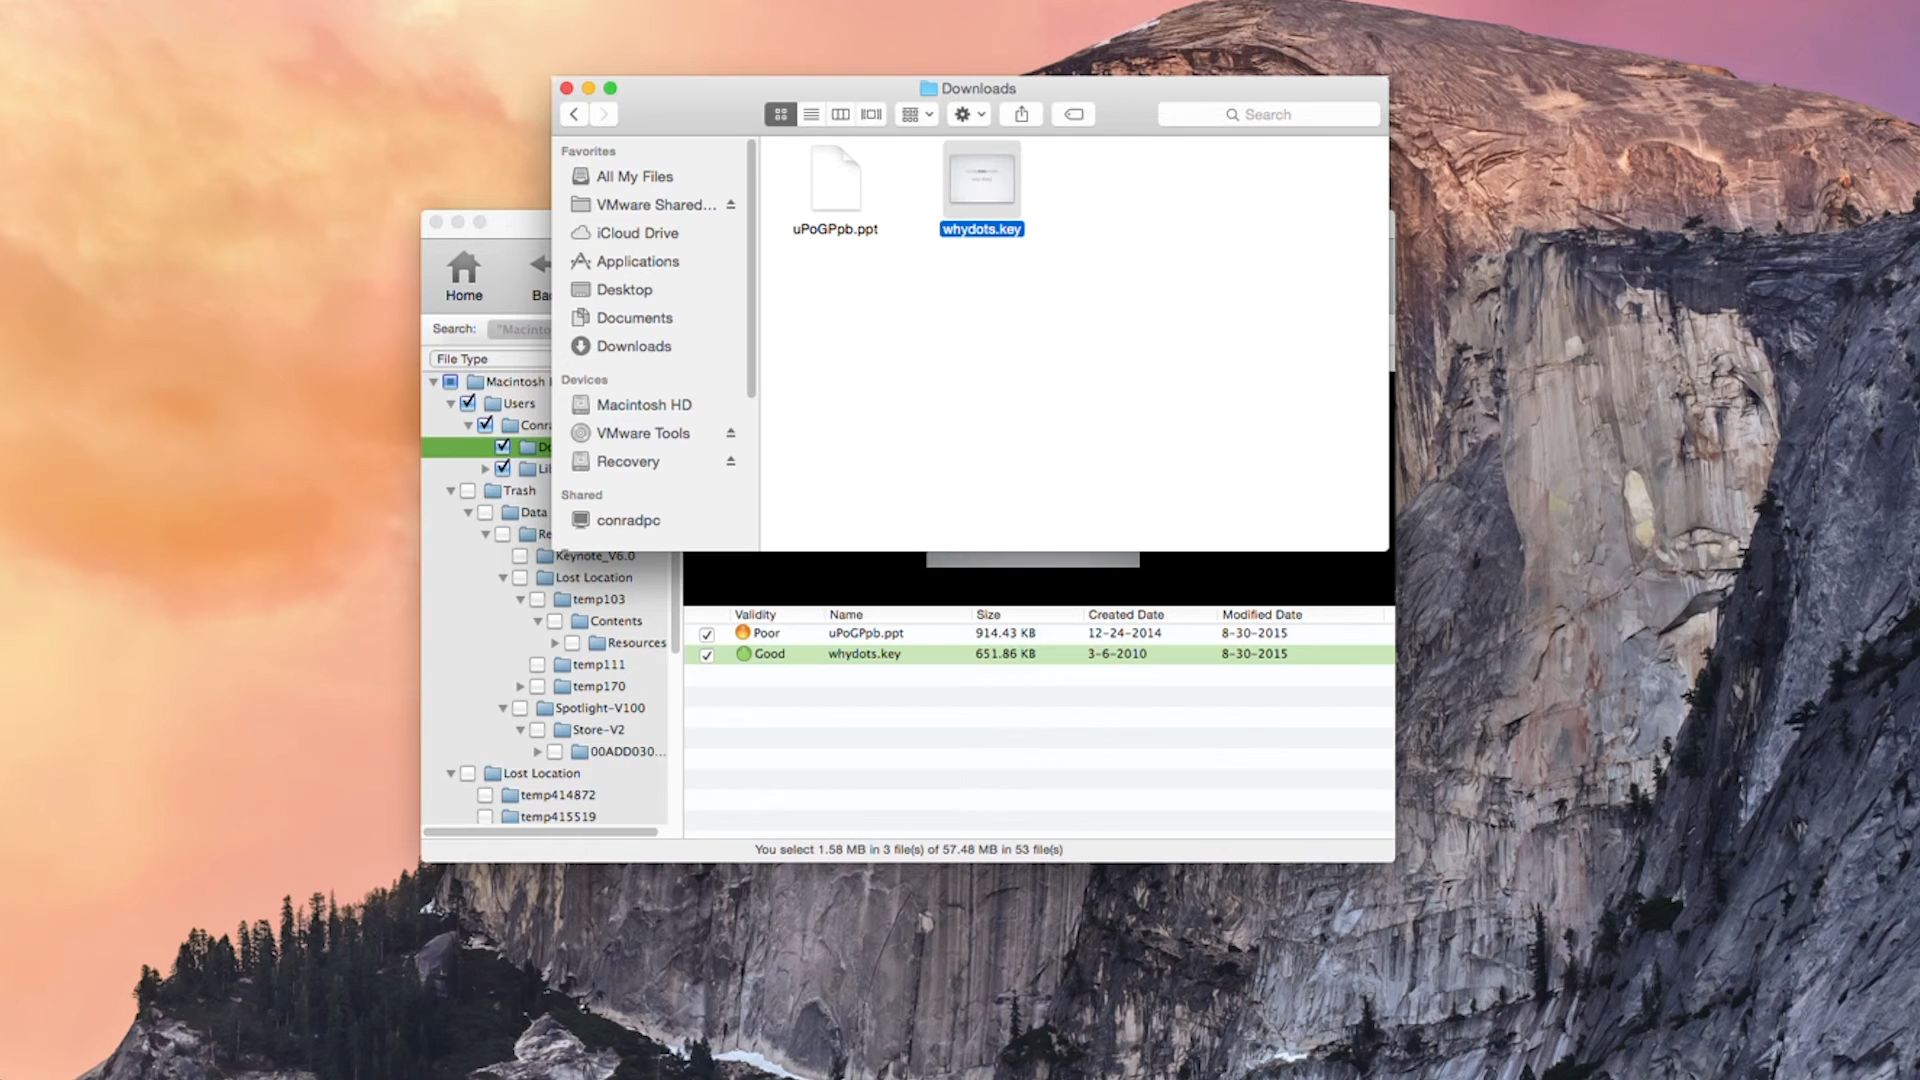 Downloads
Search
Favorites
All My Files
VMware Shared...
iCloud Drive
Applications
Desktop
Documents
Downloads
Devices
Macintosh HD
VMware Tools
Recovery
Shared
conradpc
uPoGPpb.ppt
whydots.key
Home
Search:
File Type
Macintosh
Users
Trash
Data
Keynote_V6.0
Lost Location
temp103
Contents
Resources
temp111
temp170
Spotlight-V100
Store-V2
00ADD030...
Lost Location
temp414872
temp415519
Validity Name Size Created Date Modified Date
Poor uPoGPpb.ppt 914.43 KB 12-24-2014 8-30-2015
Good whydots.key 651.86 KB 3-6-2010 8-30-2015
You select 1.58 MB in 3 file(s) of 57.48 MB in 53 file(s)